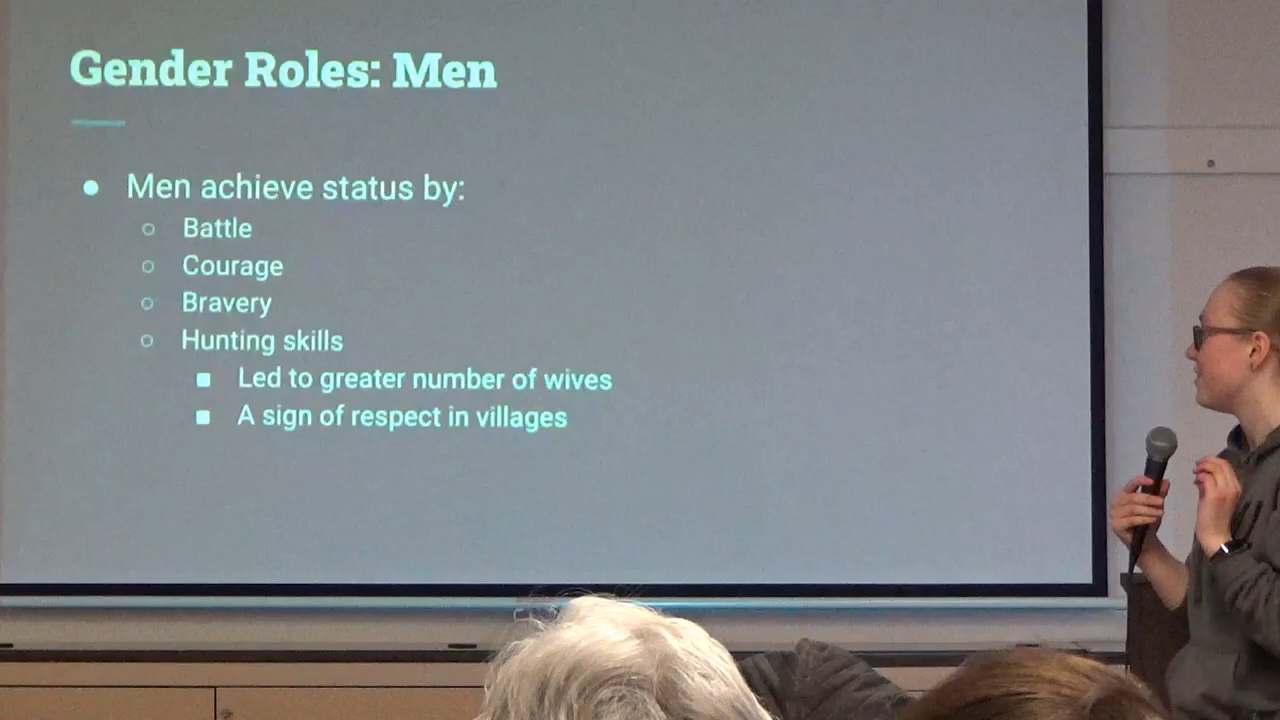 Gender Roles: Men
● Men achieve status by:
○ Battle
○ Courage
○ Bravery
○ Hunting skills
■ Led to greater number of wives
■ A sign of respect in villages